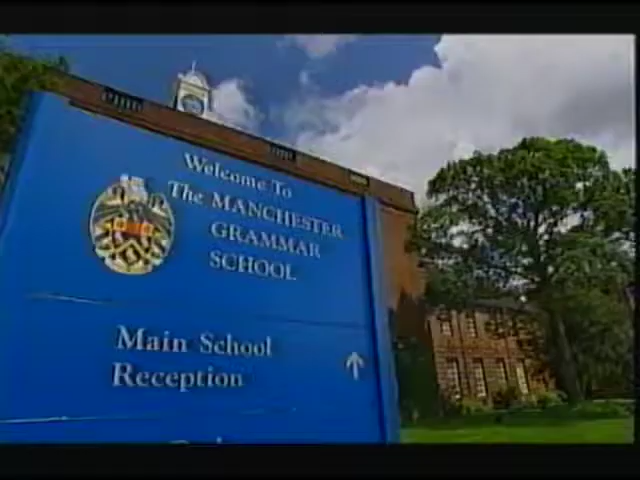 Welcome To
The MANCHESTER
GRAMMAR
SCHOOL
Main School
Reception